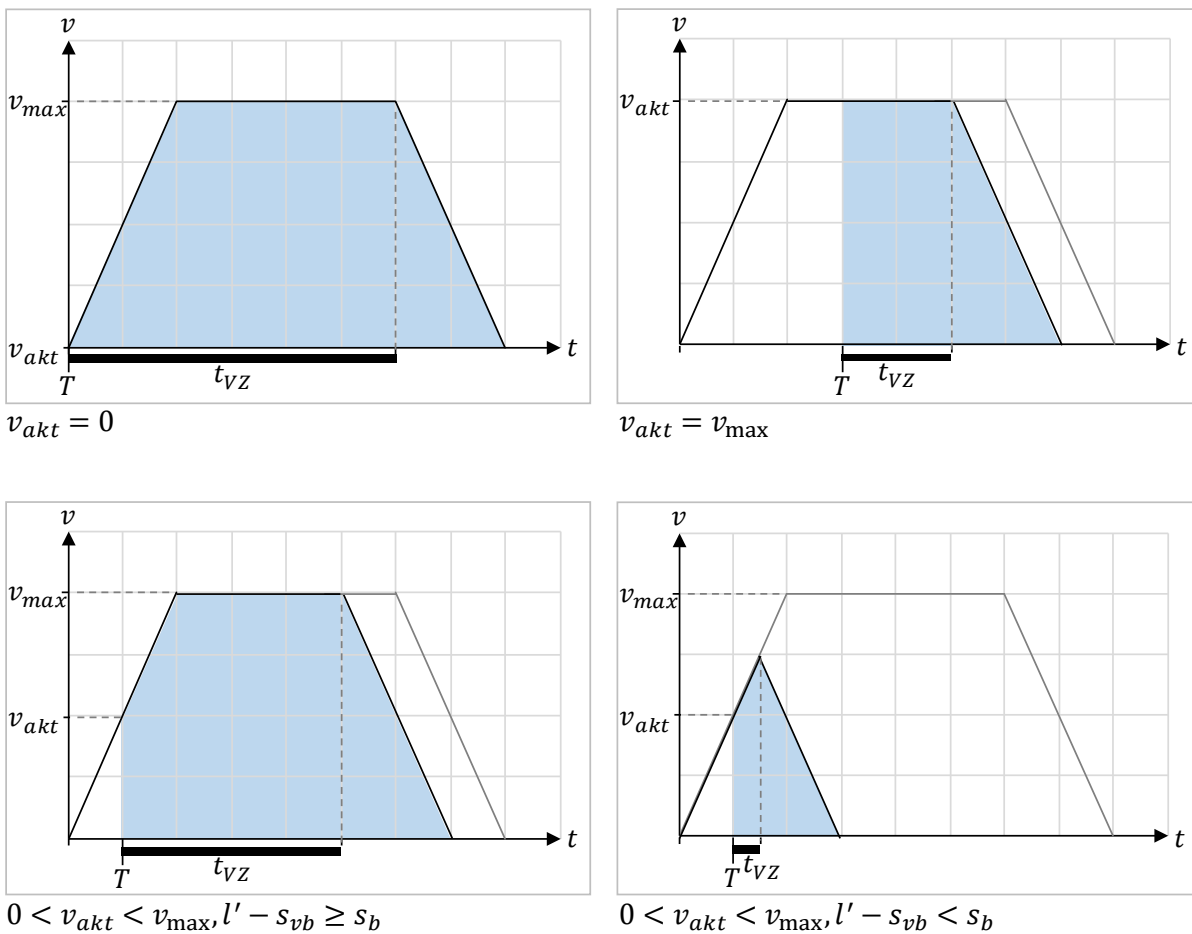 v
v_max
v_akt
t
T
t_VZ
v_akt = 0
v
v_akt
t
T
t_VZ
v_akt = v_max
v
v_max
v_akt
t
T
t_VZ
0 < v_akt < v_max, l′ − s_vb ≥ s_b
v
v_max
v_akt
t
T t_VZ
0 < v_akt < v_max, l′ − s_vb < s_b